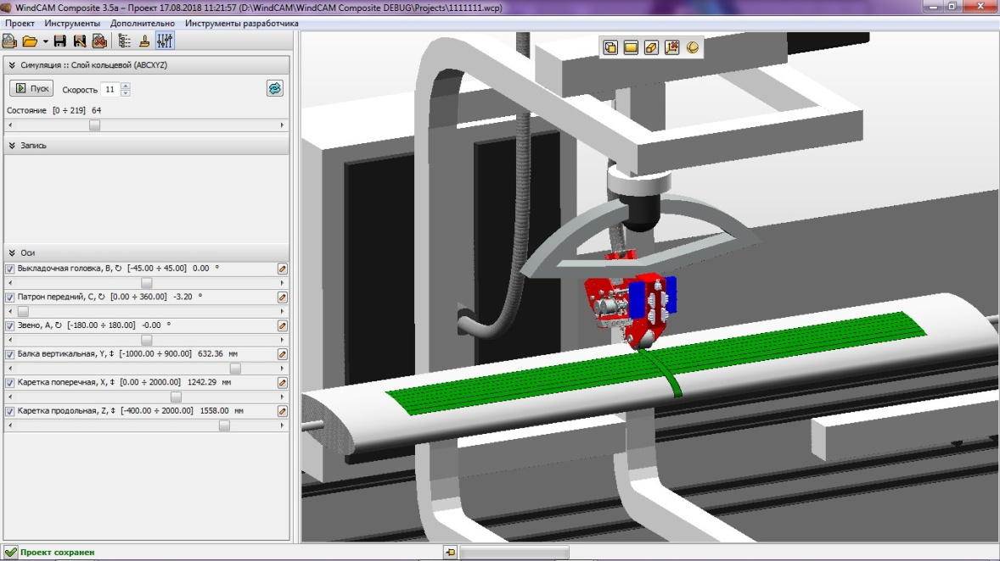 WindCAM Composite 3.5a – Проект 17.08.2018 11:21:57 (D:\WindCAM\WindCAM Composite DEBUG\Projects\1111111.wcp)
Проект Инструменты Дополнительно Инструменты разработчика
Симуляция :: Слой кольцевой (ABCXYZ)
Пуск Скорость 11
Состояние [0 ÷ 219] 64
Запись
Оси
Выкладочная головка, B, ↻ [-45.00 ÷ 45.00] 0.00 °
Патрон передний, C, ↻ [0.00 ÷ 360.00] -3.20 °
Звено, A, ↻ [-180.00 ÷ 180.00] -0.00 °
Балка вертикальная, Y, ↕ [-1000.00 ÷ 900.00] 632.36 мм
Каретка поперечная, X, ↕ [0.00 ÷ 2000.00] 1242.29 мм
Каретка продольная, Z, ↕ [-400.00 ÷ 2000.00] 1558.00 мм
Проект сохранен